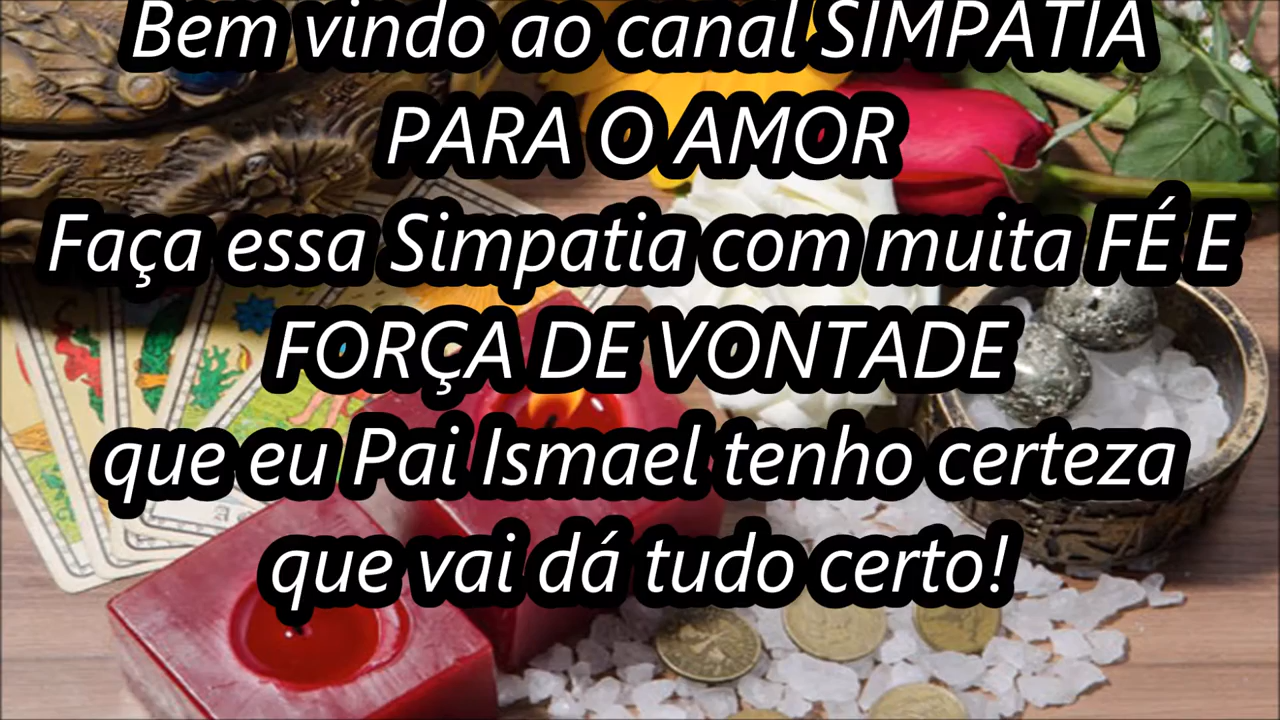 Bem vindo ao canal SIMPATIA
PARA O AMOR
Faça essa Simpatia com muita FÉ E
FORÇA DE VONTADE
que eu Pai Ismael tenho certeza
que vai dá tudo certo!